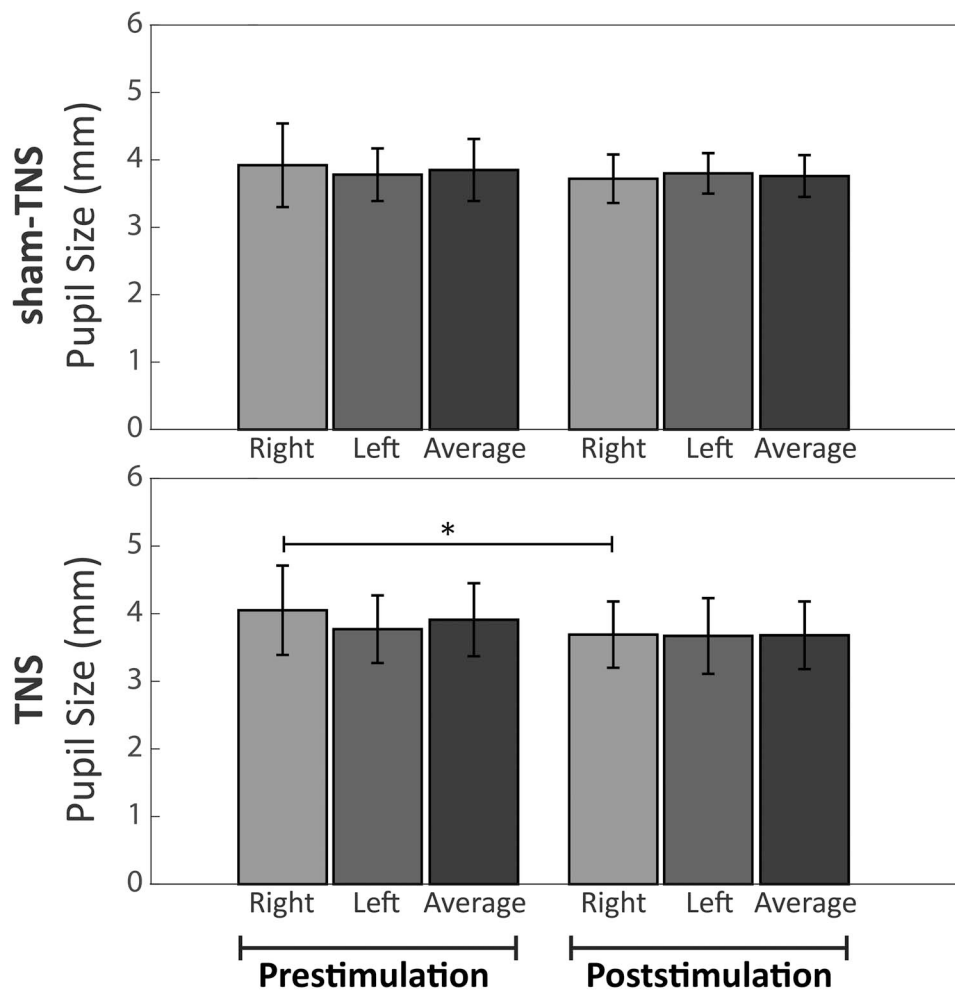 sham-TNS
Pupil Size (mm)
6
5
4
3
2
1
0
Right Left Average Right Left Average
TNS
Pupil Size (mm)
6
5
4
3
2
1
0
*
Right Left Average Right Left Average
Prestimulation Poststimulation